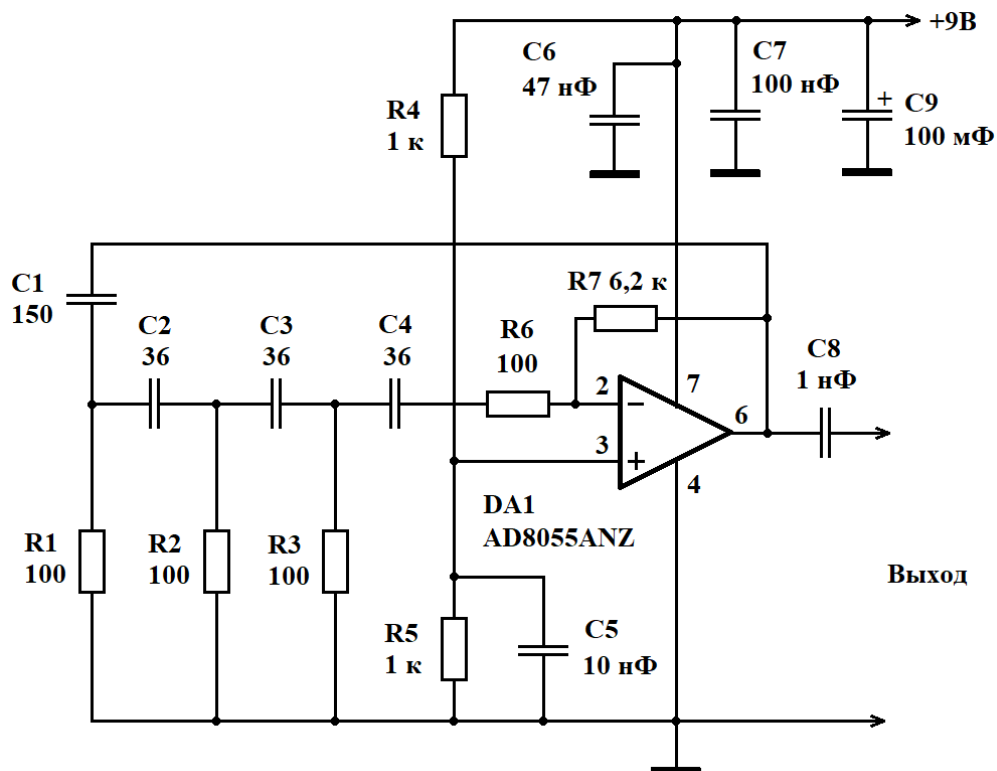 +9В
C6
47 нФ
C7
100 нФ
+
C9
100 мФ
R4
1 к
C1
150
R7 6,2 к
C2
36
C3
36
C4
36
R6
100
C8
1 нФ
2
7
6
3
+
4
DA1
AD8055ANZ
R1
100
R2
100
R3
100
R5
1 к
C5
10 нФ
Выход